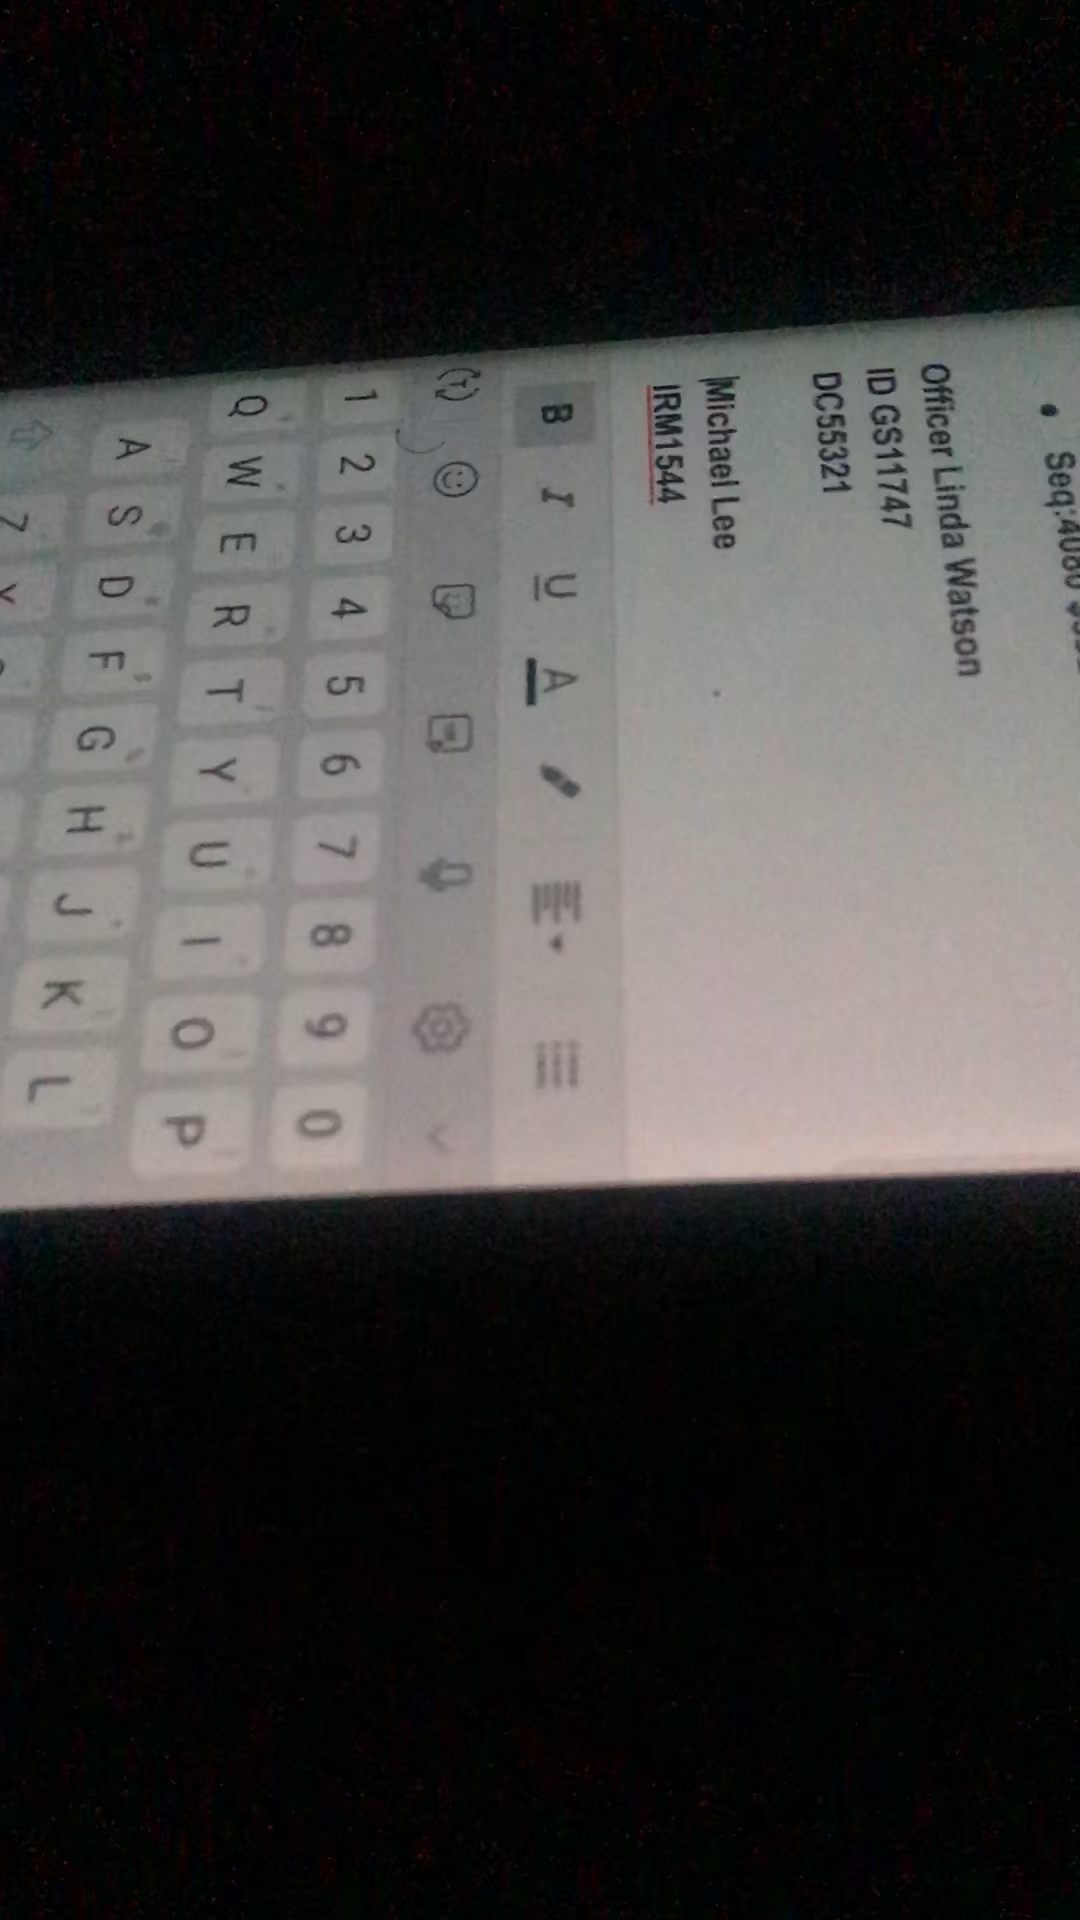 Officer Linda Watson
ID GS11747
DC55321
Michael Lee
IRM1544
B I U A
1 2 3 4 5 6 7 8 9 0
Q W E R T Y U I O P
A S D F G H J K L